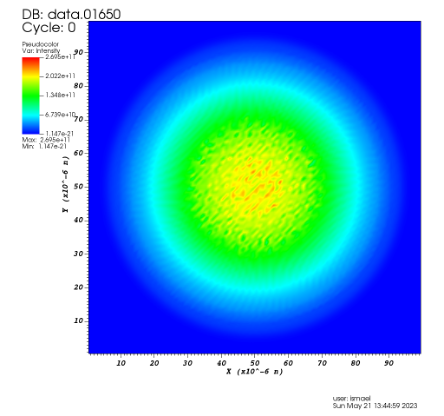 DB: data.01650
Cycle: 0
Pseudocolor
Var: Intensity
2.695e+11
2.022e+11
1.348e+11
6.739e+10
1.147e-21
Max: 2.695e+11
Min: 1.147e-21
90
80
70
60
50
40
30
20
10
Y (x10^-6 m)
10 20 30 40 50 60 70 80 90
X (x10^-6 m)
user: ismael
Sun May 21 13:44:59 2023